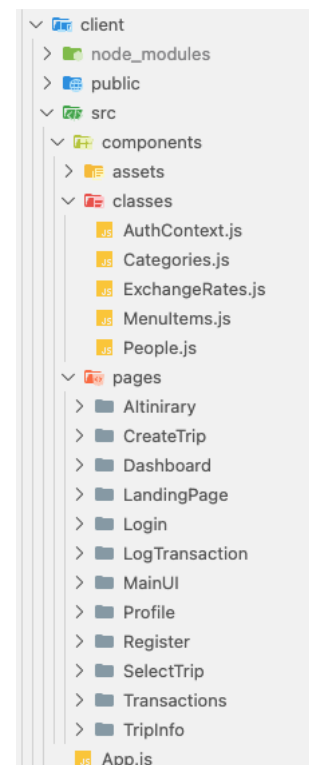 client
node_modules
public
src
components
assets
classes
AuthContext.js
Categories.js
ExchangeRates.js
MenuItems.js
People.js
pages
AItinirary
CreateTrip
Dashboard
LandingPage
Login
LogTransaction
MainUI
Profile
Register
SelectTrip
Transactions
TripInfo
App.js